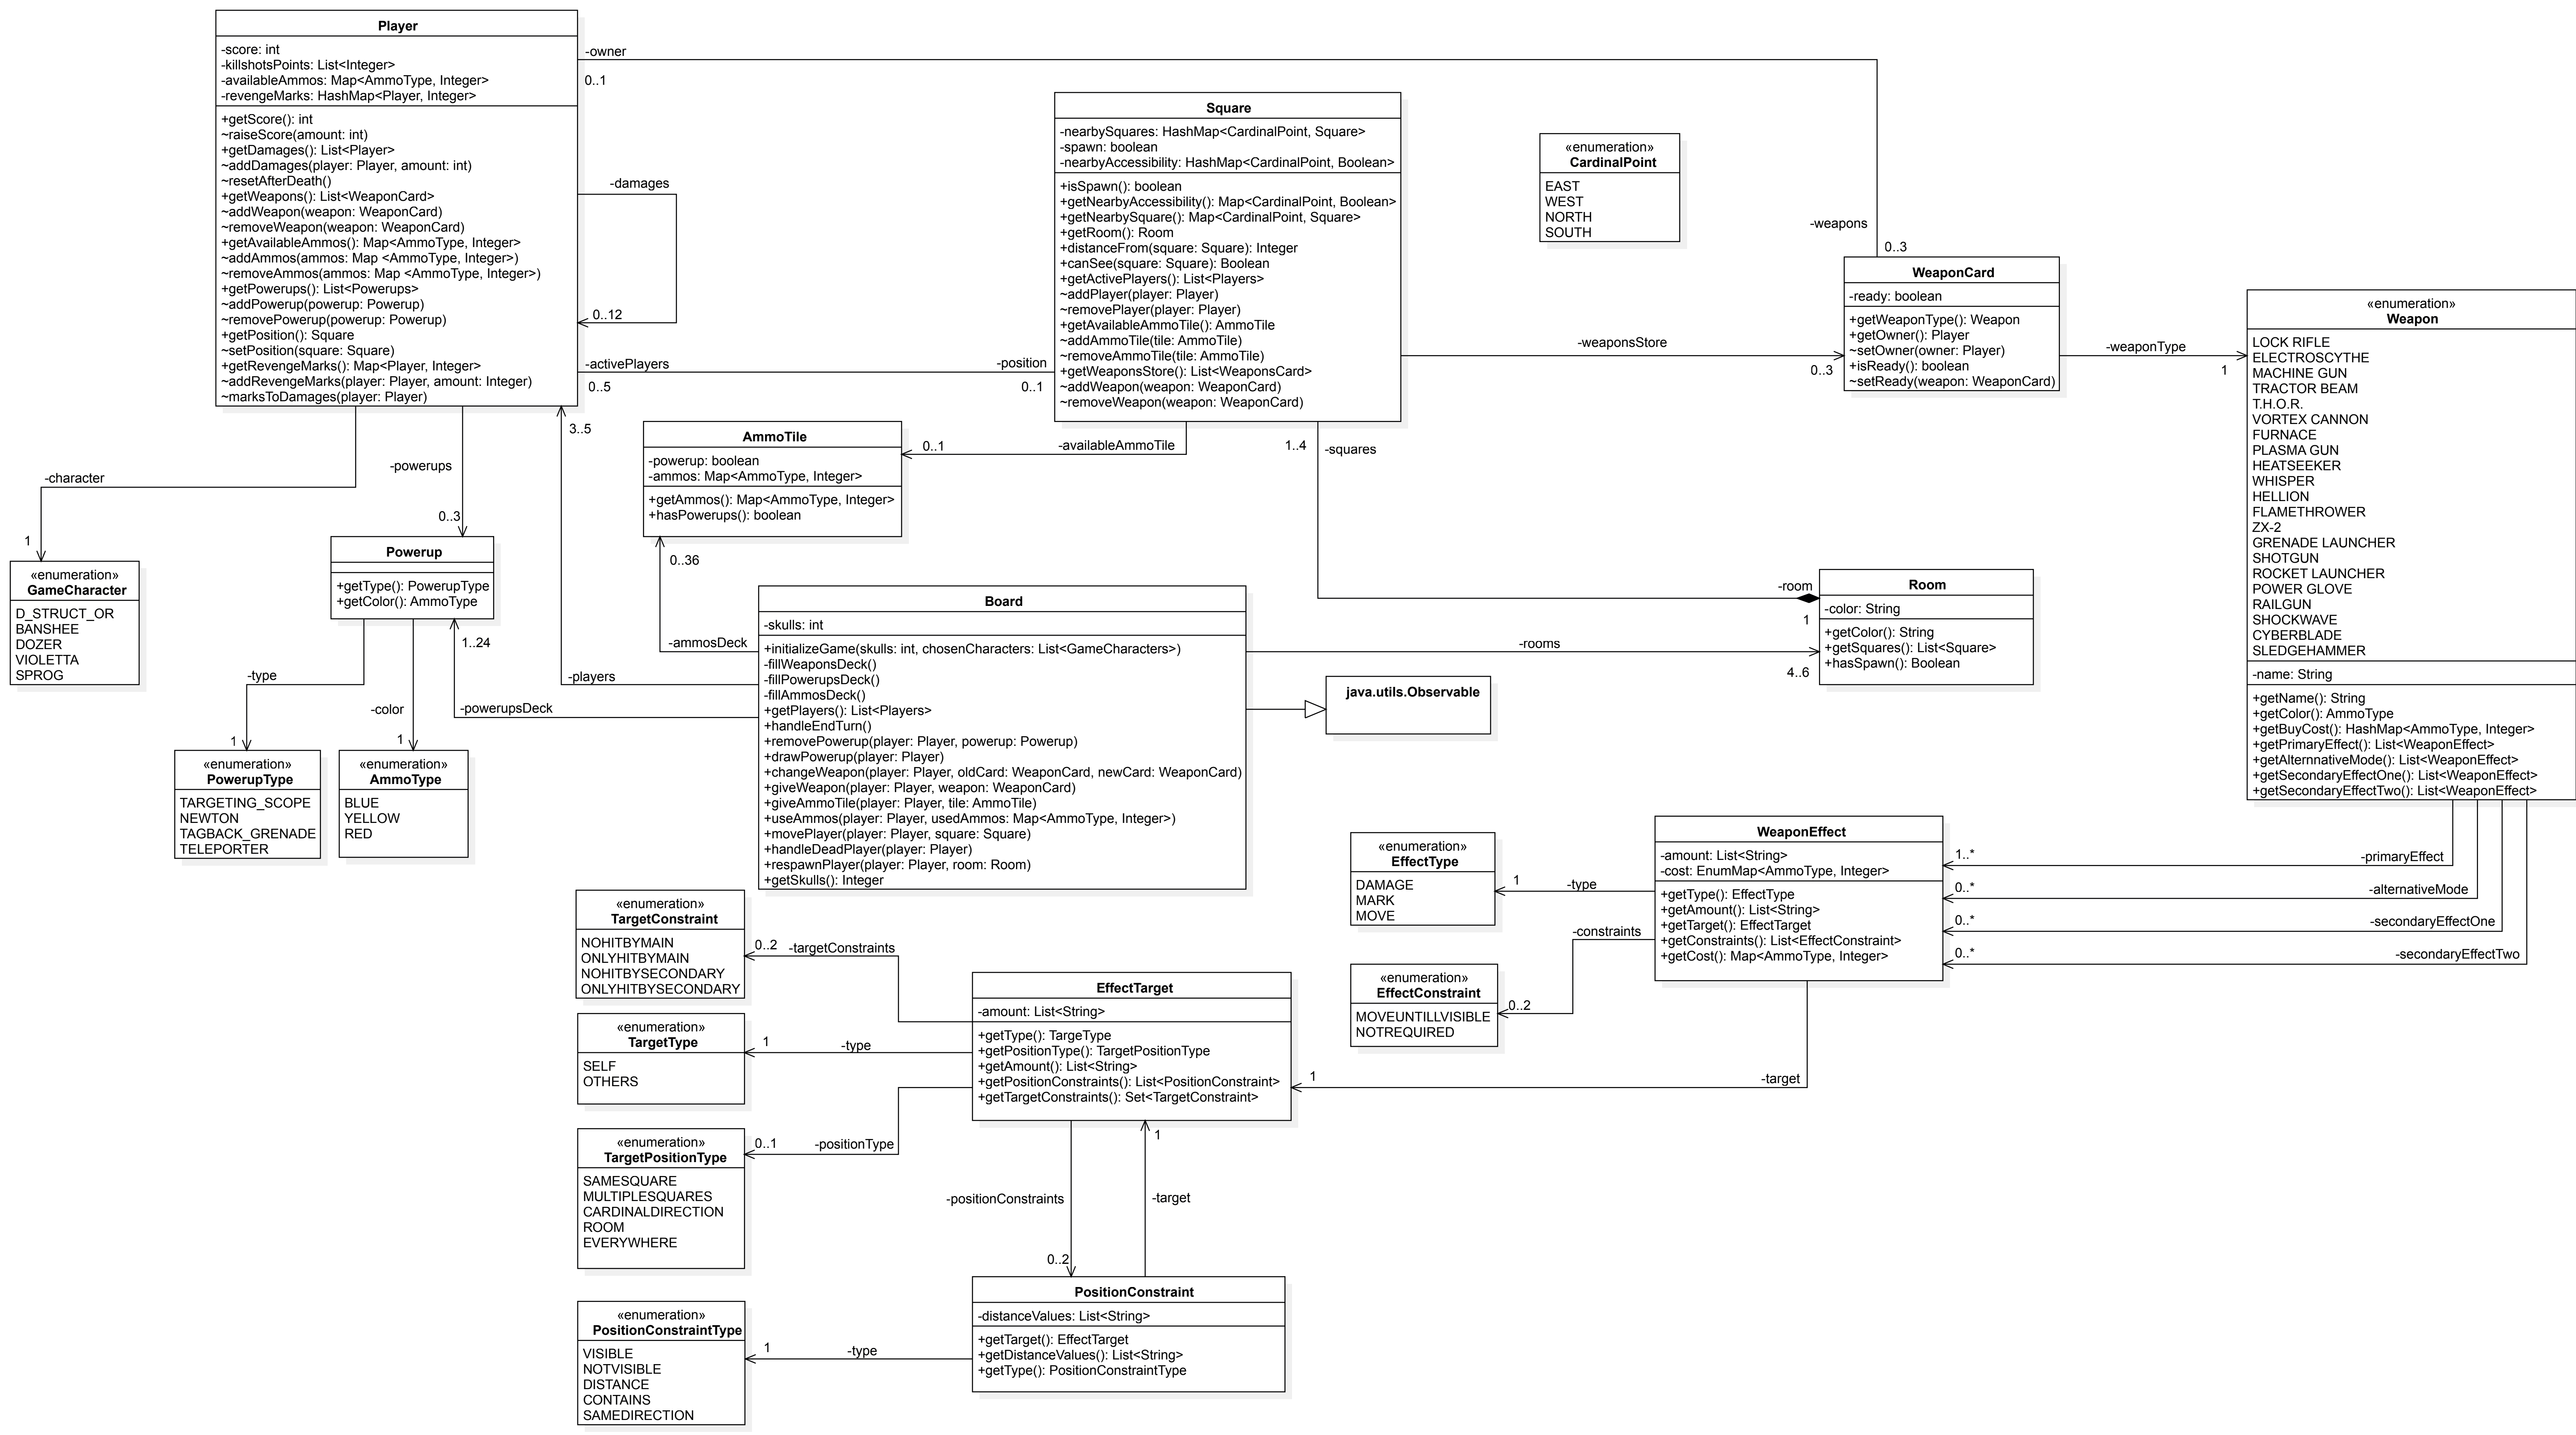 Player
-score: int
-killshotsPoints: List<Integer>
-availableAmmos: Map<AmmoType, Integer>
-revengeMarks: HashMap<Player, Integer>
+getScore(): int
~raiseScore(amount: int)
+getDamages(): List<Player>
~addDamages(player: Player, amount: int)
~resetAfterDeath()
+getWeapons(): List<WeaponCard>
~addWeapon(weapon: WeaponCard)
~removeWeapon(weapon: WeaponCard)
+getAvailableAmmos(): Map<AmmoType, Integer>
~addAmmos(ammos: Map <AmmoType, Integer>)
~removeAmmos(ammos: Map <AmmoType, Integer>)
+getPowerups(): List<Powerups>
~addPowerup(powerup: Powerup)
~removePowerup(powerup: Powerup)
+getPosition(): Square
~setPosition(square: Square)
+getRevengeMarks(): Map<Player, Integer>
~addRevengeMarks(player: Player, amount: Integer)
~marksToDamages(player: Player)
-owner
0..1
-damages
0..12
-activePlayers
0..5
-position
0..1
Square
-nearbySquares: HashMap<CardinalPoint, Square>
-spawn: boolean
-nearbyAccessibility: HashMap<CardinalPoint, Boolean>
+isSpawn(): boolean
+getNearbyAccessibility(): Map<CardinalPoint, Boolean>
+getNearbySquare(): Map<CardinalPoint, Square>
+getRoom(): Room
+distanceFrom(square: Square): Integer
+canSee(square: Square): Boolean
+getActivePlayers(): List<Players>
~addPlayer(player: Player)
~removePlayer(player: Player)
+getAvailableAmmoTile(): AmmoTile
~addAmmoTile(tile: AmmoTile)
~removeAmmoTile(tile: AmmoTile)
+getWeaponsStore(): List<WeaponsCard>
~addWeapon(weapon: WeaponCard)
~removeWeapon(weapon: WeaponCard)
«enumeration»
CardinalPoint
EAST
WEST
NORTH
SOUTH
-weapons
0..3
WeaponCard
-ready: boolean
+getWeaponType(): Weapon
+getOwner(): Player
~setOwner(owner: Player)
+isReady(): boolean
~setReady(weapon: WeaponCard)
-weaponsStore
0..3
-weaponType
1
«enumeration»
Weapon
LOCK RIFLE
ELECTROSCYTHE
MACHINE GUN
TRACTOR BEAM
T.H.O.R.
VORTEX CANNON
FURNACE
PLASMA GUN
HEATSEEKER
WHISPER
HELLION
FLAMETHROWER
ZX-2
GRENADE LAUNCHER
SHOTGUN
ROCKET LAUNCHER
POWER GLOVE
RAILGUN
SHOCKWAVE
CYBERBLADE
SLEDGEHAMMER
-name: String
+getName(): String
+getColor(): AmmoType
+getBuyCost(): HashMap<AmmoType, Integer>
+getPrimaryEffect(): List<WeaponEffect>
+getAlternnativeMode(): List<WeaponEffect>
+getSecondaryEffectOne(): List<WeaponEffect>
+getSecondaryEffectTwo(): List<WeaponEffect>
3..5
-powerups
0..3
-character
1
«enumeration»
GameCharacter
D_STRUCT_OR
BANSHEE
DOZER
VIOLETTA
SPROG
AmmoTile
-powerup: boolean
-ammos: Map<AmmoType, Integer>
+getAmmos(): Map<AmmoType, Integer>
+hasPowerups(): boolean
0..1
-availableAmmoTile
1..4
-squares
0..36
-ammosDeck
Powerup
+getType(): PowerupType
+getColor(): AmmoType
1..24
-type
1
-color
1
-players
-powerupsDeck
«enumeration»
PowerupType
TARGETING_SCOPE
NEWTON
TAGBACK_GRENADE
TELEPORTER
«enumeration»
AmmoType
BLUE
YELLOW
RED
Board
-skulls: int
+initializeGame(skulls: int, chosenCharacters: List<GameCharacters>)
-fillWeaponsDeck()
-fillPowerupsDeck()
-fillAmmosDeck()
+getPlayers(): List<Players>
+handleEndTurn()
+removePowerup(player: Player, powerup: Powerup)
+drawPowerup(player: Player)
+changeWeapon(player: Player, oldCard: WeaponCard, newCard: WeaponCard)
+giveWeapon(player: Player, weapon: WeaponCard)
+giveAmmoTile(player: Player, tile: AmmoTile)
+useAmmos(player: Player, usedAmmos: Map<AmmoType, Integer>)
+movePlayer(player: Player, square: Square)
+handleDeadPlayer(player: Player)
+respawnPlayer(player: Player, room: Room)
+getSkulls(): Integer
-room
1
-rooms
4..6
Room
-color: String
+getColor(): String
+getSquares(): List<Square>
+hasSpawn(): Boolean
java.utils.Observable
«enumeration»
EffectType
DAMAGE
MARK
MOVE
1
-type
-constraints
0..2
«enumeration»
EffectConstraint
MOVEUNTILLVISIBLE
NOTREQUIRED
WeaponEffect
-amount: List<String>
-cost: EnumMap<AmmoType, Integer>
+getType(): EffectType
+getAmount(): List<String>
+getTarget(): EffectTarget
+getConstraints(): List<EffectConstraint>
+getCost(): Map<AmmoType, Integer>
1..*
-primaryEffect
0..*
-alternativeMode
0..*
-secondaryEffectOne
0..*
-secondaryEffectTwo
«enumeration»
TargetConstraint
NOHITBYMAIN
ONLYHITBYMAIN
NOHITBYSECONDARY
ONLYHITBYSECONDARY
0..2
-targetConstraints
«enumeration»
TargetType
SELF
OTHERS
1
-type
EffectTarget
-amount: List<String>
+getType(): TargeType
+getPositionType(): TargetPositionType
+getAmount(): List<String>
+getPositionConstraints(): List<PositionConstraint>
+getTargetConstraints(): Set<TargetConstraint>
1
-target
«enumeration»
TargetPositionType
SAMESQUARE
MULTIPLESQUARES
CARDINALDIRECTION
ROOM
EVERYWHERE
0..1
-positionType
1
-positionConstraints
-target
0..2
PositionConstraint
-distanceValues: List<String>
+getTarget(): EffectTarget
+getDistanceValues(): List<String>
+getType(): PositionConstraintType
1
-type
«enumeration»
PositionConstraintType
VISIBLE
NOTVISIBLE
DISTANCE
CONTAINS
SAMEDIRECTION